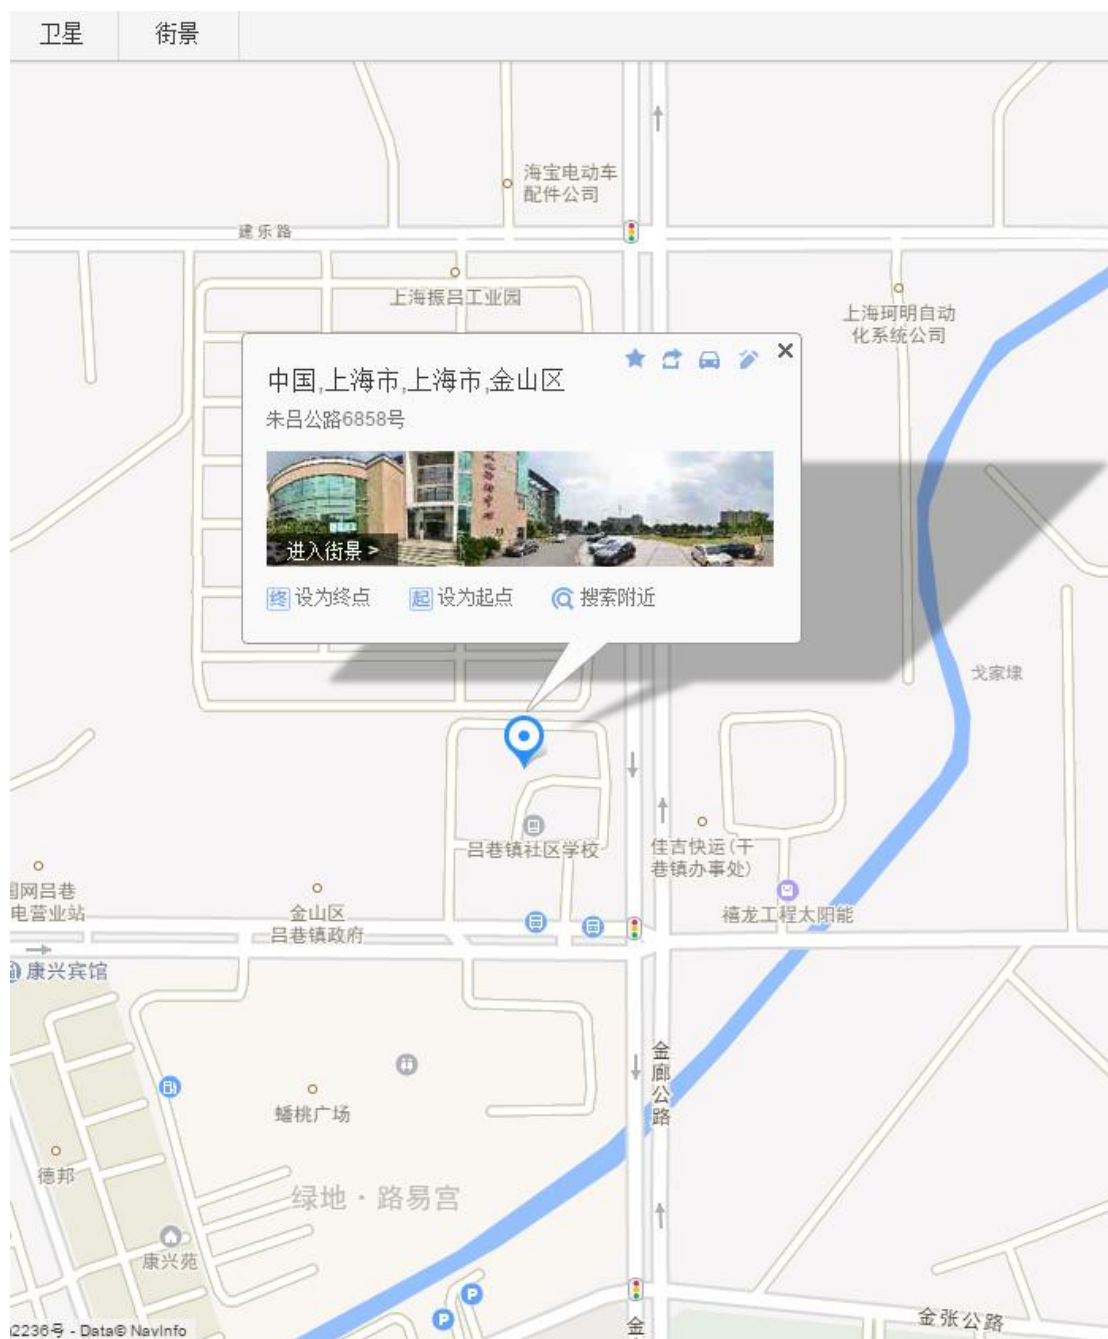 卫星
街景
海宝电动车
配件公司
建乐路
上海振吕工业园
上海珂明自动
化系统公司
中国,上海市,上海市,金山区
朱吕公路6858号
进入街景 >
终 设为终点
起 设为起点
搜索附近
戈家埭
吕巷镇社区学校
佳吉快运(干
巷镇办事处)
国网吕巷
电营业站
金山区
吕巷镇政府
禧龙工程太阳能
康兴宾馆
金廊公路
蟠桃广场
德邦
绿地·路易宫
康兴苑
P
P
金
金张公路
2236号 - Data© NavInfo